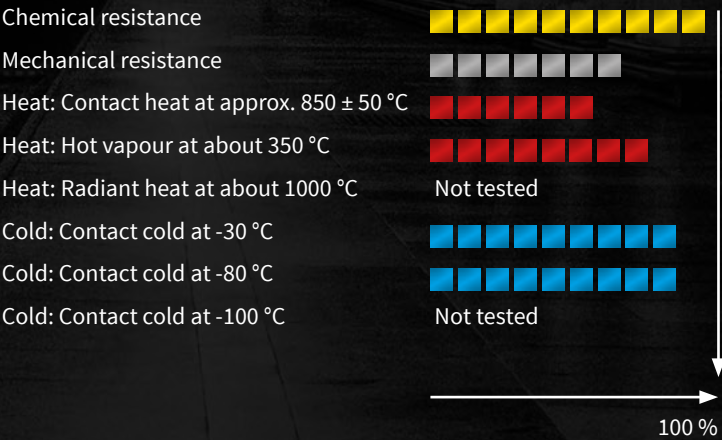 Chemical resistance
Mechanical resistance
Heat: Contact heat at approx. 850 ± 50 °C
Heat: Hot vapour at about 350 °C
Heat: Radiant heat at about 1000 °C Not tested
Cold: Contact cold at -30 °C
Cold: Contact cold at -80 °C
Cold: Contact cold at -100 °C Not tested
100 %